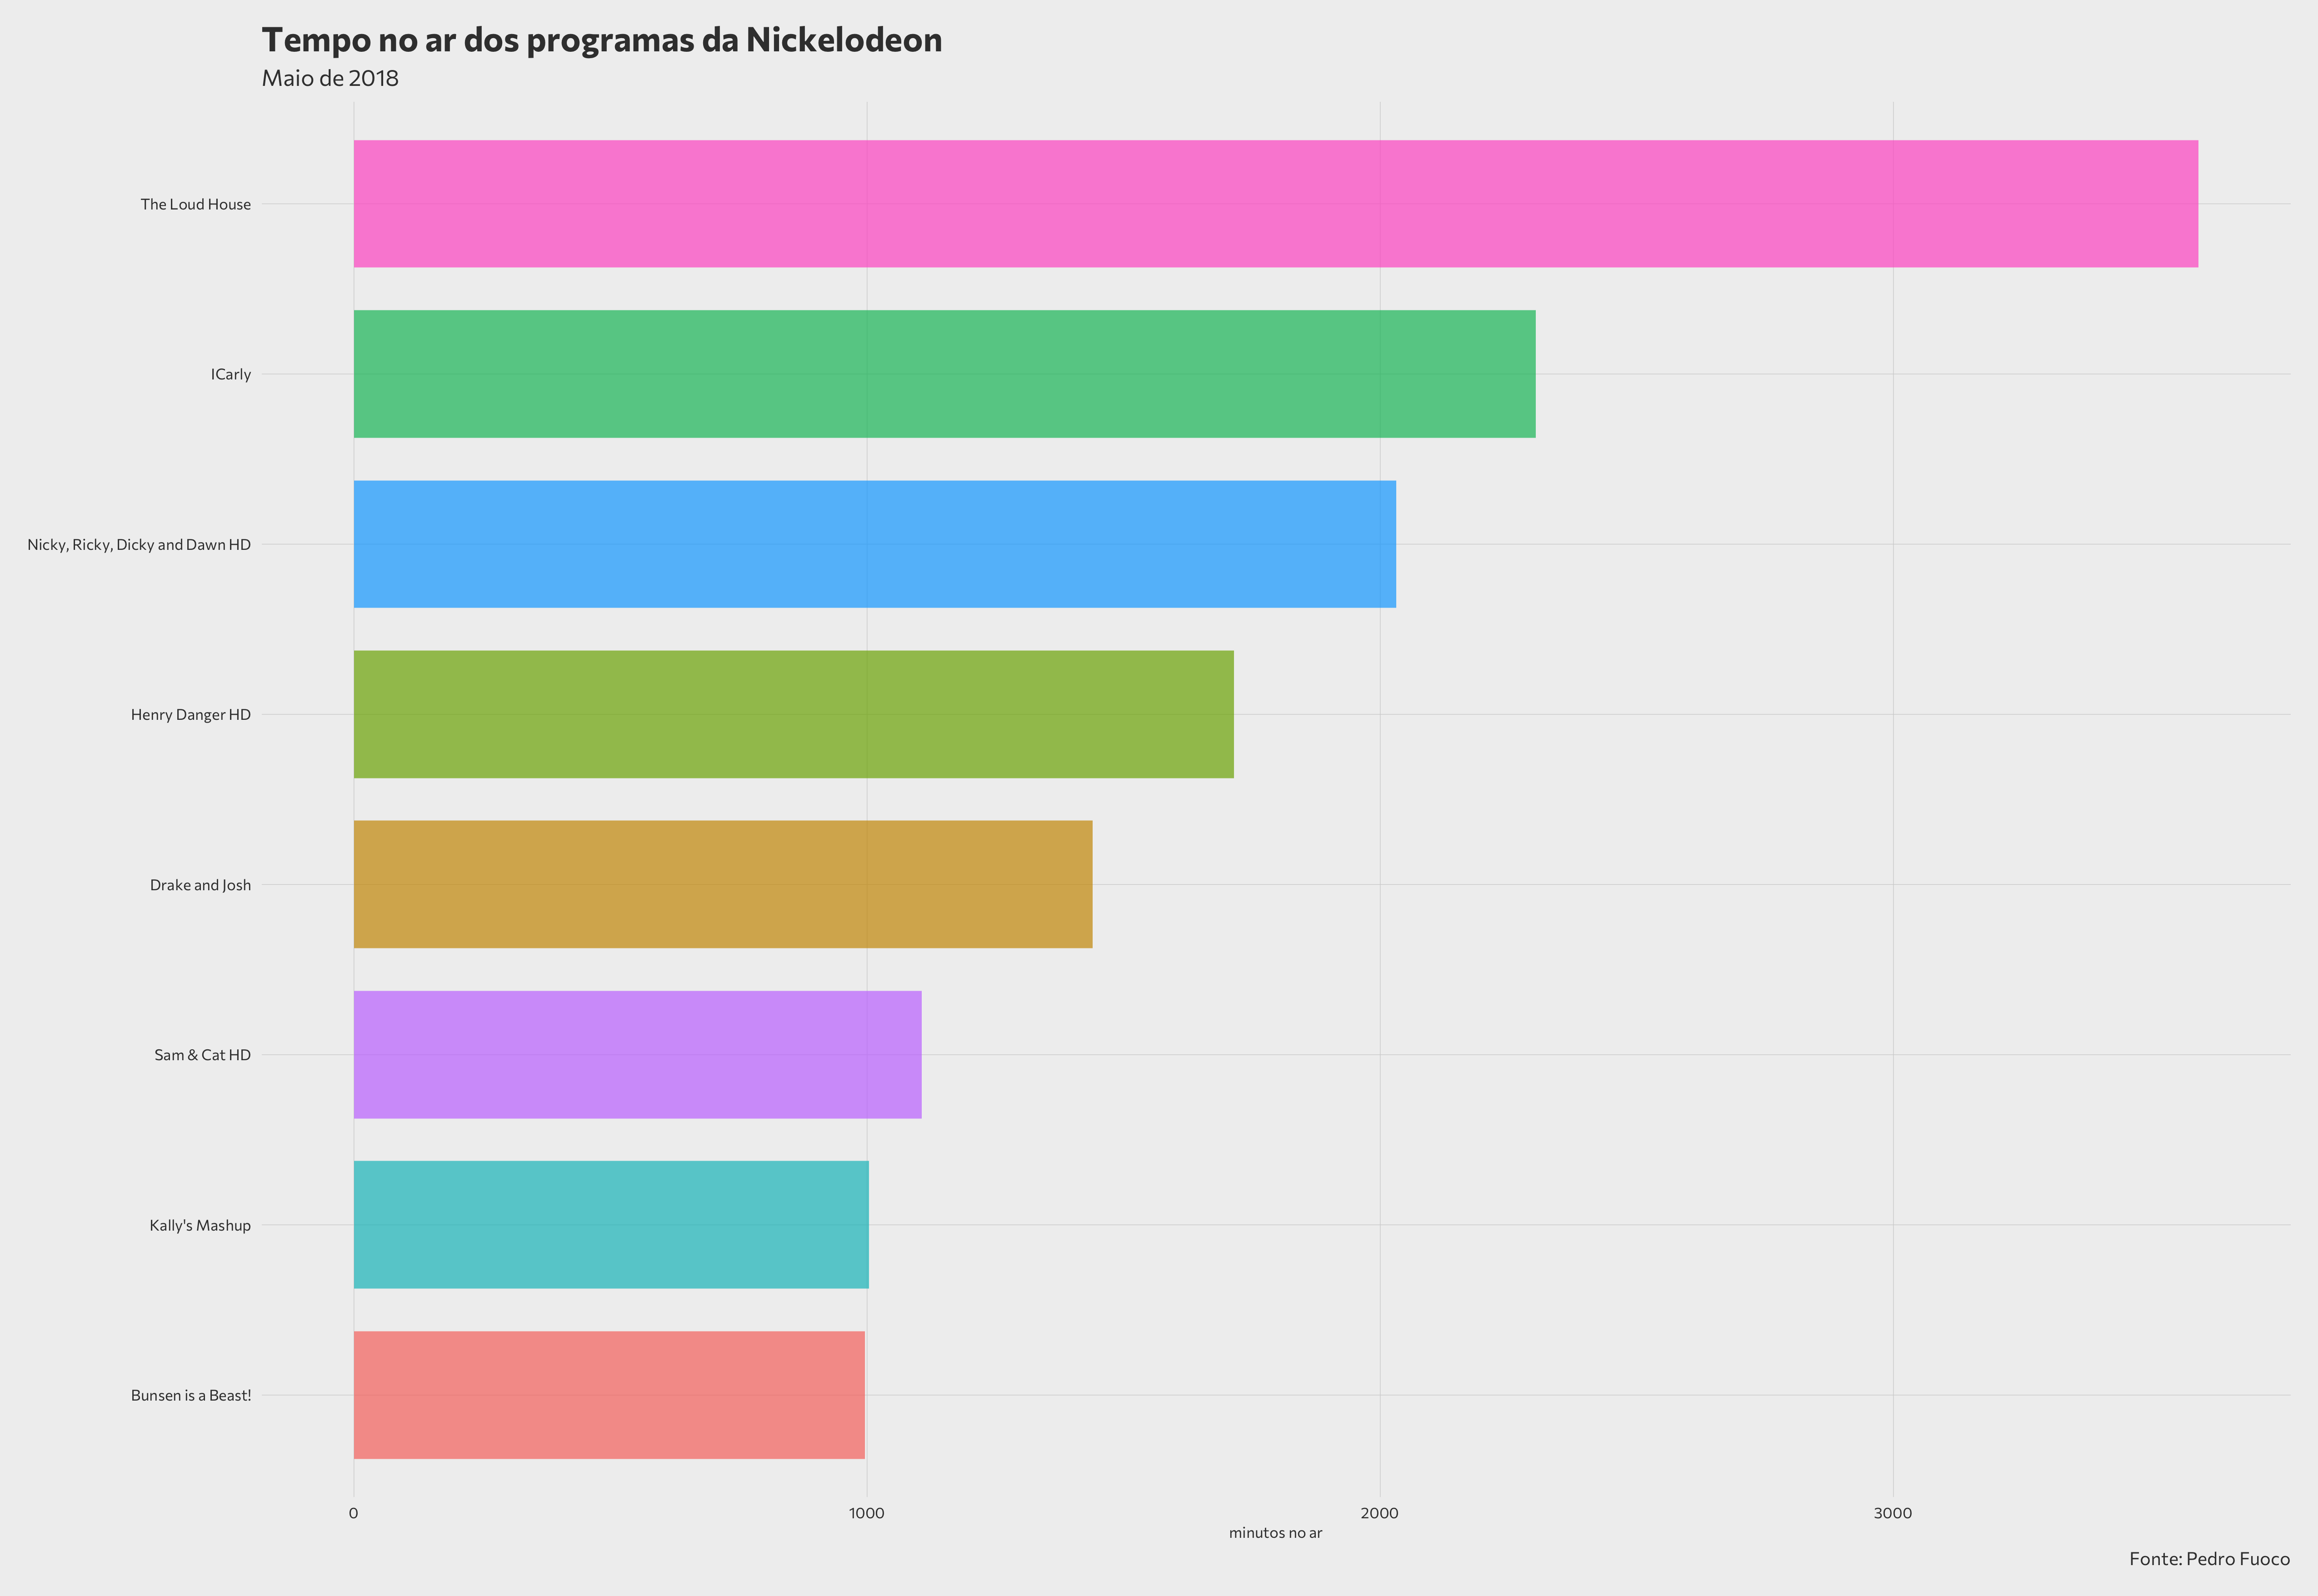 Tempo no ar dos programas da Nickelodeon
Maio de 2018
The Loud House
ICarly
Nicky, Ricky, Dicky and Dawn HD
Henry Danger HD
Drake and Josh
Sam & Cat HD
Kally's Mashup
Bunsen is a Beast!
0 1000 2000 3000
minutos no ar
Fonte: Pedro Fuoco